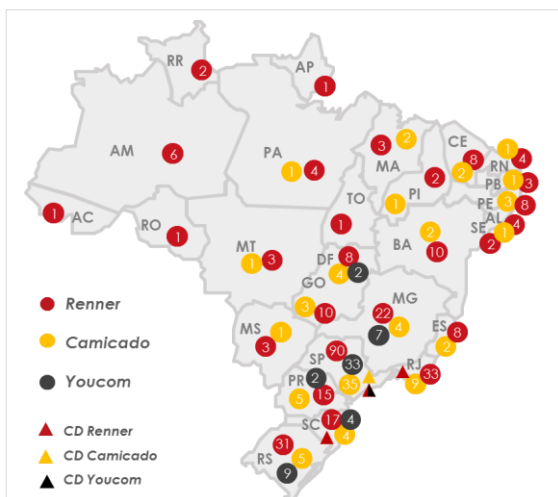 RR
2
AP
1
AM
6
PA
1
4
3
2
MA
CE
8
2
1
RN
4
PB
1
3
PE
3
8
AL
4
SE
1
2
PI
2
1
TO
1
AC
1
RO
1
MT
1
3
BA
2
10
DF
8
4
2
GO
3
10
MG
22
4
7
ES
8
2
MS
1
3
SP
90
33
35
RJ
33
9
PR
2
5
15
SC
17
4
4
RS
31
5
9
Renner
Camicado
Youcom
CD Renner
CD Camicado
CD Youcom